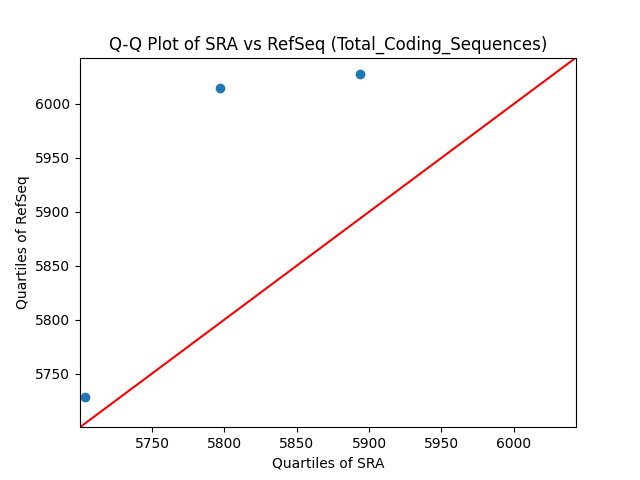 Q-Q Plot of SRA vs RefSeq (Total_Coding_Sequences)
6000
5950
5900
5850
5800
5750
Quartiles of RefSeq
5750 5800 5850 5900 5950 6000
Quartiles of SRA